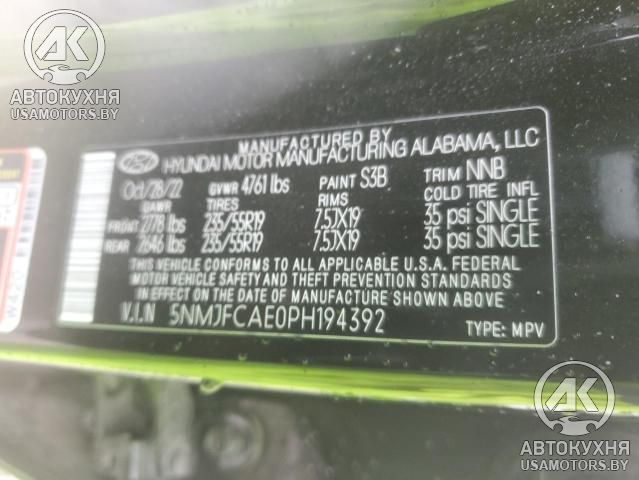 АК
АВТОКУХНЯ
USAMOTORS.BY
MANUFACTURED BY
HYUNDAI MOTOR MANUFACTURING ALABAMA, LLC
Oct/28/22 GVWR 4761 lbs PAINT S3B TRIM NNB
GAWR TIRES RIMS COLD TIRE INFL
FRONT 2778 lbs 235/55R19 7.5JX19 35 psi SINGLE
REAR 2646 lbs 235/55R19 7.5JX19 35 psi SINGLE
THIS VEHICLE CONFORMS TO ALL APPLICABLE U.S.A. FEDERAL
MOTOR VEHICLE SAFETY AND THEFT PREVENTION STANDARDS
IN EFFECT ON THE DATE OF MANUFACTURE SHOWN ABOVE.
V.I.N 5NMJFCAE0PH194392 TYPE: MPV
W420
АК
АВТОКУХНЯ
USAMOTORS.BY